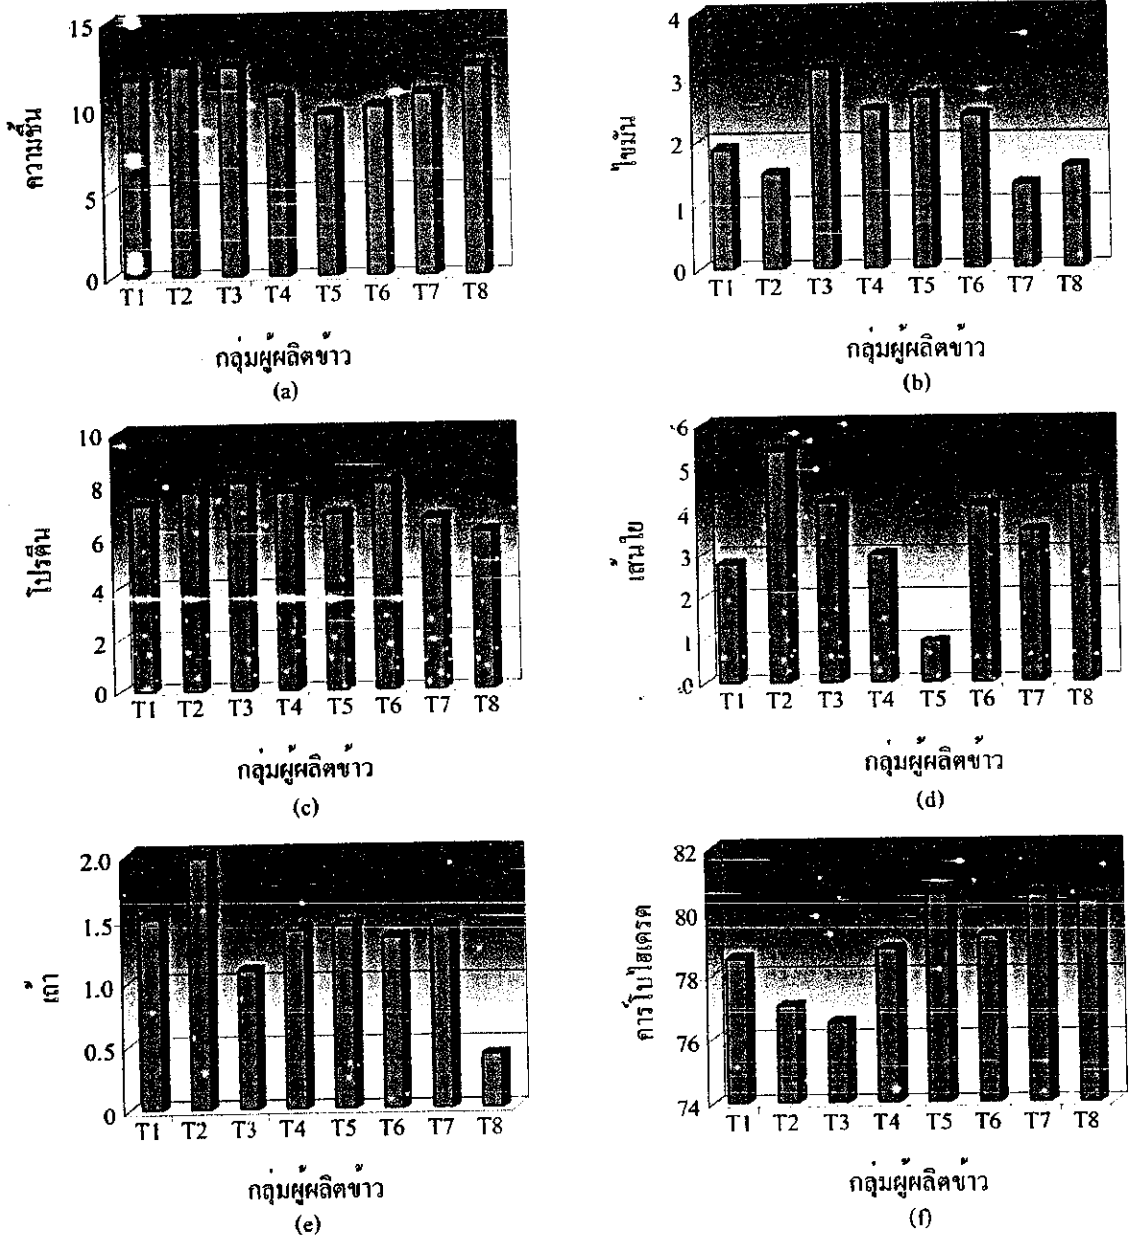 15
10
5
0
ความชื้น
T1 T2 T3 T4 T5 T6 T7 T8
กลุ่มผู้ผลิตข้าว
(a)
4
3
2
1
0
ไขมัน
T1 T2 T3 T4 T5 T6 T7 T8
กลุ่มผู้ผลิตข้าว
(b)
10
8
6
4
2
0
โปรตีน
T1 T2 T3 T4 T5 T6 T7 T8
กลุ่มผู้ผลิตข้าว
(c)
6
5
4
3
2
1
0
เส้นใย
T1 T2 T3 T4 T5 T6 T7 T8
กลุ่มผู้ผลิตข้าว
(d)
2.0
1.5
1.0
0.5
0
เถ้า
T1 T2 T3 T4 T5 T6 T7 T8
กลุ่มผู้ผลิตข้าว
(e)
82
80
78
76
74
คาร์โบไฮเดรต
T1 T2 T3 T4 T5 T6 T7 T8
กลุ่มผู้ผลิตข้าว
(f)